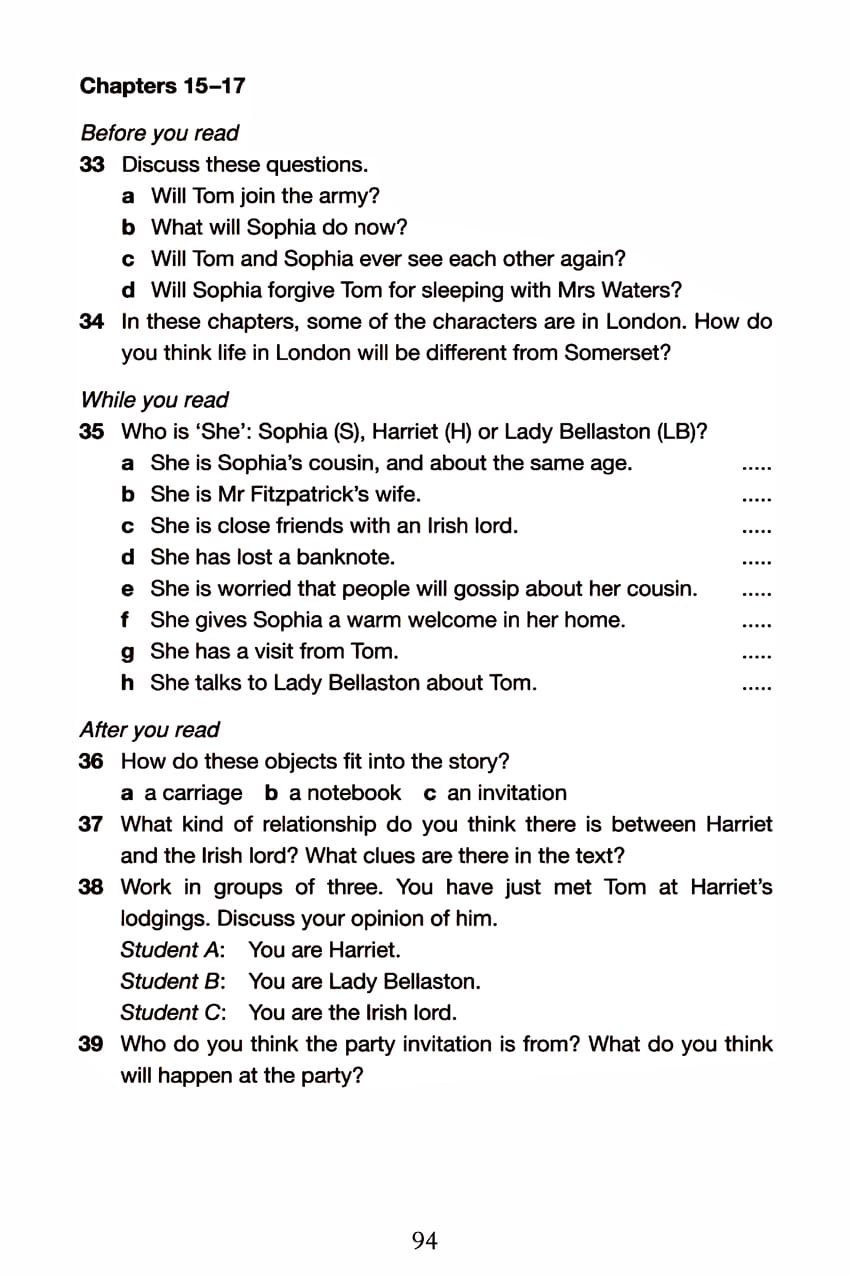 Chapters 15–17
Before you read
33 Discuss these questions.
a Will Tom join the army?
b What will Sophia do now?
c Will Tom and Sophia ever see each other again?
d Will Sophia forgive Tom for sleeping with Mrs Waters?
34 In these chapters, some of the characters are in London. How do
you think life in London will be different from Somerset?
While you read
35 Who is ‘She’: Sophia (S), Harriet (H) or Lady Bellaston (LB)?
a She is Sophia’s cousin, and about the same age. .....
b She is Mr Fitzpatrick’s wife. .....
c She is close friends with an Irish lord. .....
d She has lost a banknote. .....
e She is worried that people will gossip about her cousin. .....
f She gives Sophia a warm welcome in her home. .....
g She has a visit from Tom. .....
h She talks to Lady Bellaston about Tom. .....
After you read
36 How do these objects fit into the story?
a a carriage b a notebook c an invitation
37 What kind of relationship do you think there is between Harriet
and the Irish lord? What clues are there in the text?
38 Work in groups of three. You have just met Tom at Harriet’s
lodgings. Discuss your opinion of him.
Student A: You are Harriet.
Student B: You are Lady Bellaston.
Student C: You are the Irish lord.
39 Who do you think the party invitation is from? What do you think
will happen at the party?
94